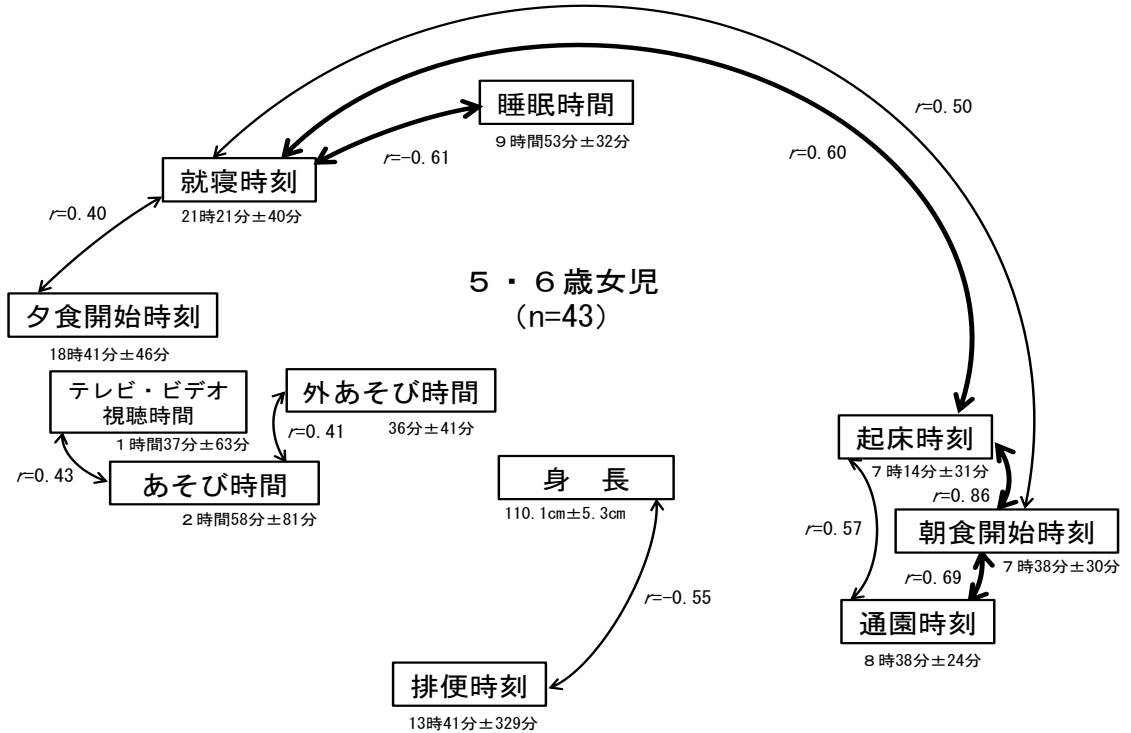 r=0.50
睡眠時間
9時間53分±32分
r=-0.61
r=0.60
就寝時刻
21時21分±40分
r=0.40
5・6歳女児
(n=43)
夕食開始時刻
18時41分±46分
テレビ・ビデオ
視聴時間
1時間37分±63分
外あそび時間
36分±41分
r=0.41
r=0.43
あそび時間
2時間58分±81分
身 長
110.1cm±5.3cm
起床時刻
7時14分±31分
r=0.86
朝食開始時刻
7時38分±30分
r=0.57
r=0.69
通園時刻
8時38分±24分
r=-0.55
排便時刻
13時41分±329分